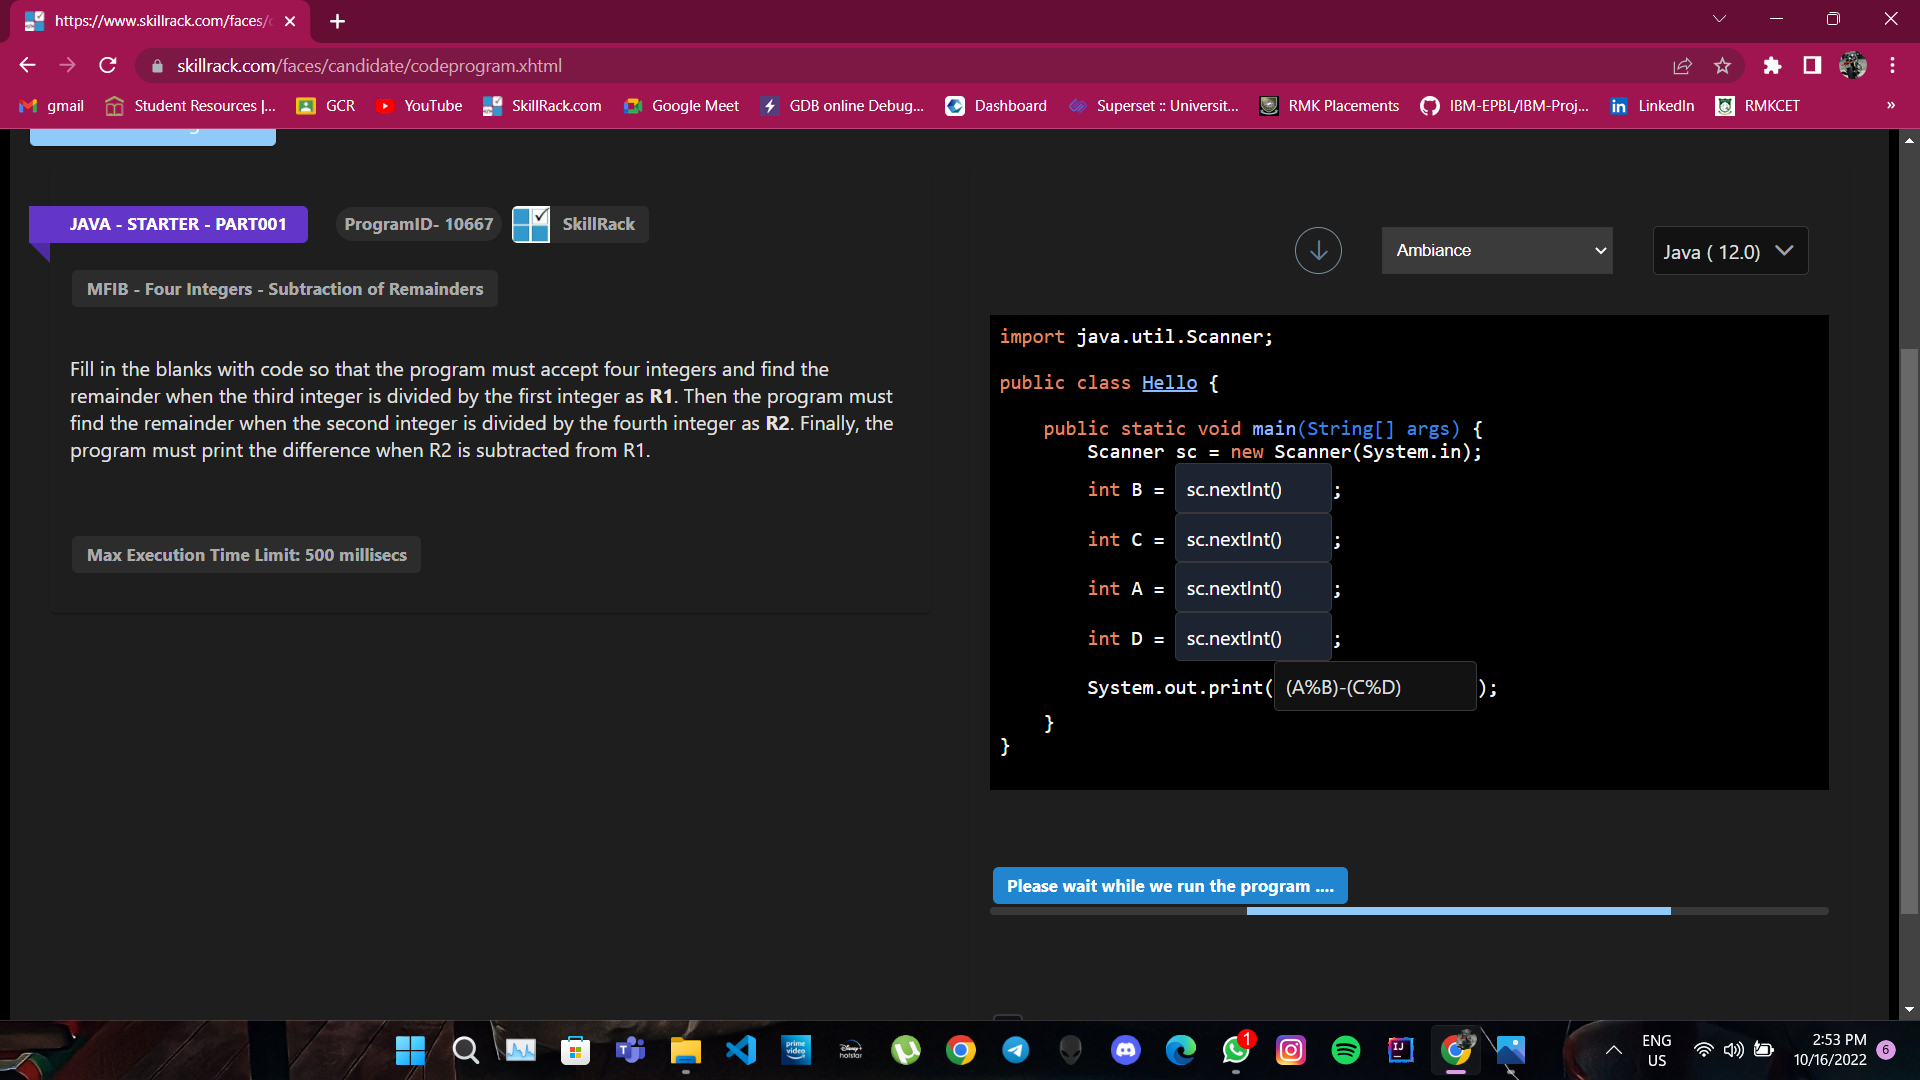 https://www.skillrack.com/faces/c
skillrack.com/faces/candidate/codeprogram.xhtml
gmail
Student Resources |...
GCR
YouTube
SkillRack.com
Google Meet
GDB online Debug...
Dashboard
Superset :: Universit...
RMK Placements
IBM-EPBL/IBM-Proj...
LinkedIn
RMKCET
»
JAVA - STARTER - PART001
ProgramID- 10667
SkillRack
Ambiance
Java ( 12.0)
MFIB - Four Integers - Subtraction of Remainders
Fill in the blanks with code so that the program must accept four integers and find the
remainder when the third integer is divided by the first integer as R1. Then the program must
find the remainder when the second integer is divided by the fourth integer as R2. Finally, the
program must print the difference when R2 is subtracted from R1.
Max Execution Time Limit: 500 millisecs
import java.util.Scanner;
public class Hello {
public static void main(String[] args) {
Scanner sc = new Scanner(System.in);
int B = sc.nextInt() ;
int C = sc.nextInt() ;
int A = sc.nextInt() ;
int D = sc.nextInt() ;
System.out.print( (A%B)-(C%D) );
}
}
Please wait while we run the program ....
prime video
Disney+ hotstar
1
ENG
US
2:53 PM
10/16/2022
6